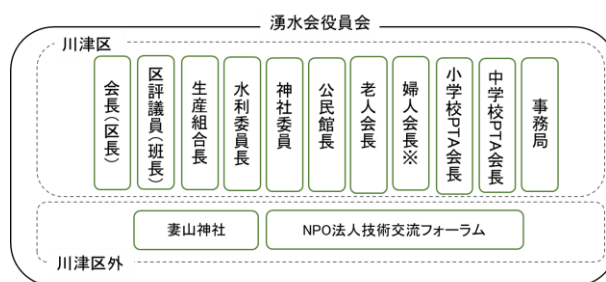 湧水会役員会
川津区
会長(区長)
区評議員(班長)
生産組合長
水利委員長
神社委員
公民館長
老人会長
婦人会長※
小学校PTA会長
中学校PTA会長
事務局
妻山神社
NPO法人技術交流フォーラム
川津区外